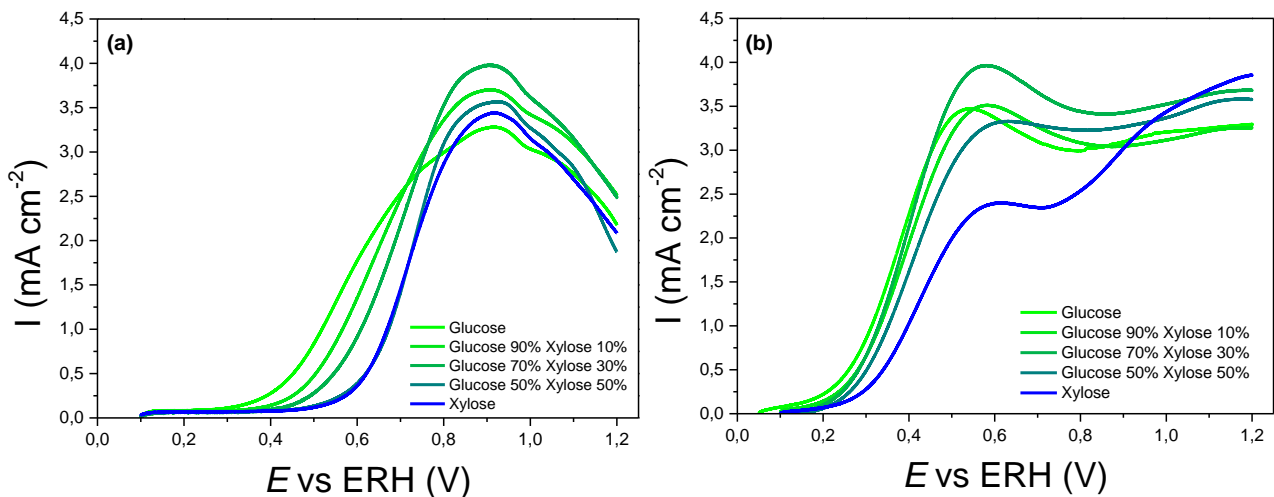 (a)
4,5
4,0
3,5
3,0
2,5
2,0
1,5
1,0
0,5
0,0
I (mA cm-2)
Glucose
Glucose 90% Xylose 10%
Glucose 70% Xylose 30%
Glucose 50% Xylose 50%
Xylose
0,0 0,2 0,4 0,6 0,8 1,0 1,2
E vs ERH (V)
(b)
4,5
4,0
3,5
3,0
2,5
2,0
1,5
1,0
0,5
0,0
I (mA cm-2)
Glucose
Glucose 90% Xylose 10%
Glucose 70% Xylose 30%
Glucose 50% Xylose 50%
Xylose
0,0 0,2 0,4 0,6 0,8 1,0 1,2
E vs ERH (V)